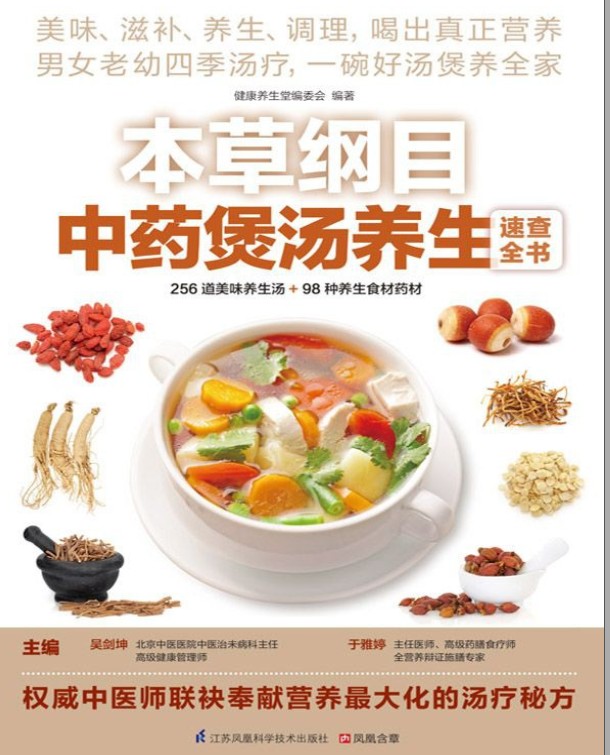 美味、滋补、养生、调理，喝出真正营养
男女老幼四季汤疗，一碗好汤煲养全家
健康养生堂编委会 编著
本草纲目
中药煲汤养生
速查
全书
256 道美味养生汤 + 98 种养生食材药材
主编 吴剑坤 北京中医医院中医治未病科主任
高级健康管理师
于雅婷 主任医师、高级药膳食疗师
全营养辩证施膳专家
权威中医师联袂奉献营养最大化的汤疗秘方
江苏凤凰科学技术出版社 凤凰含章